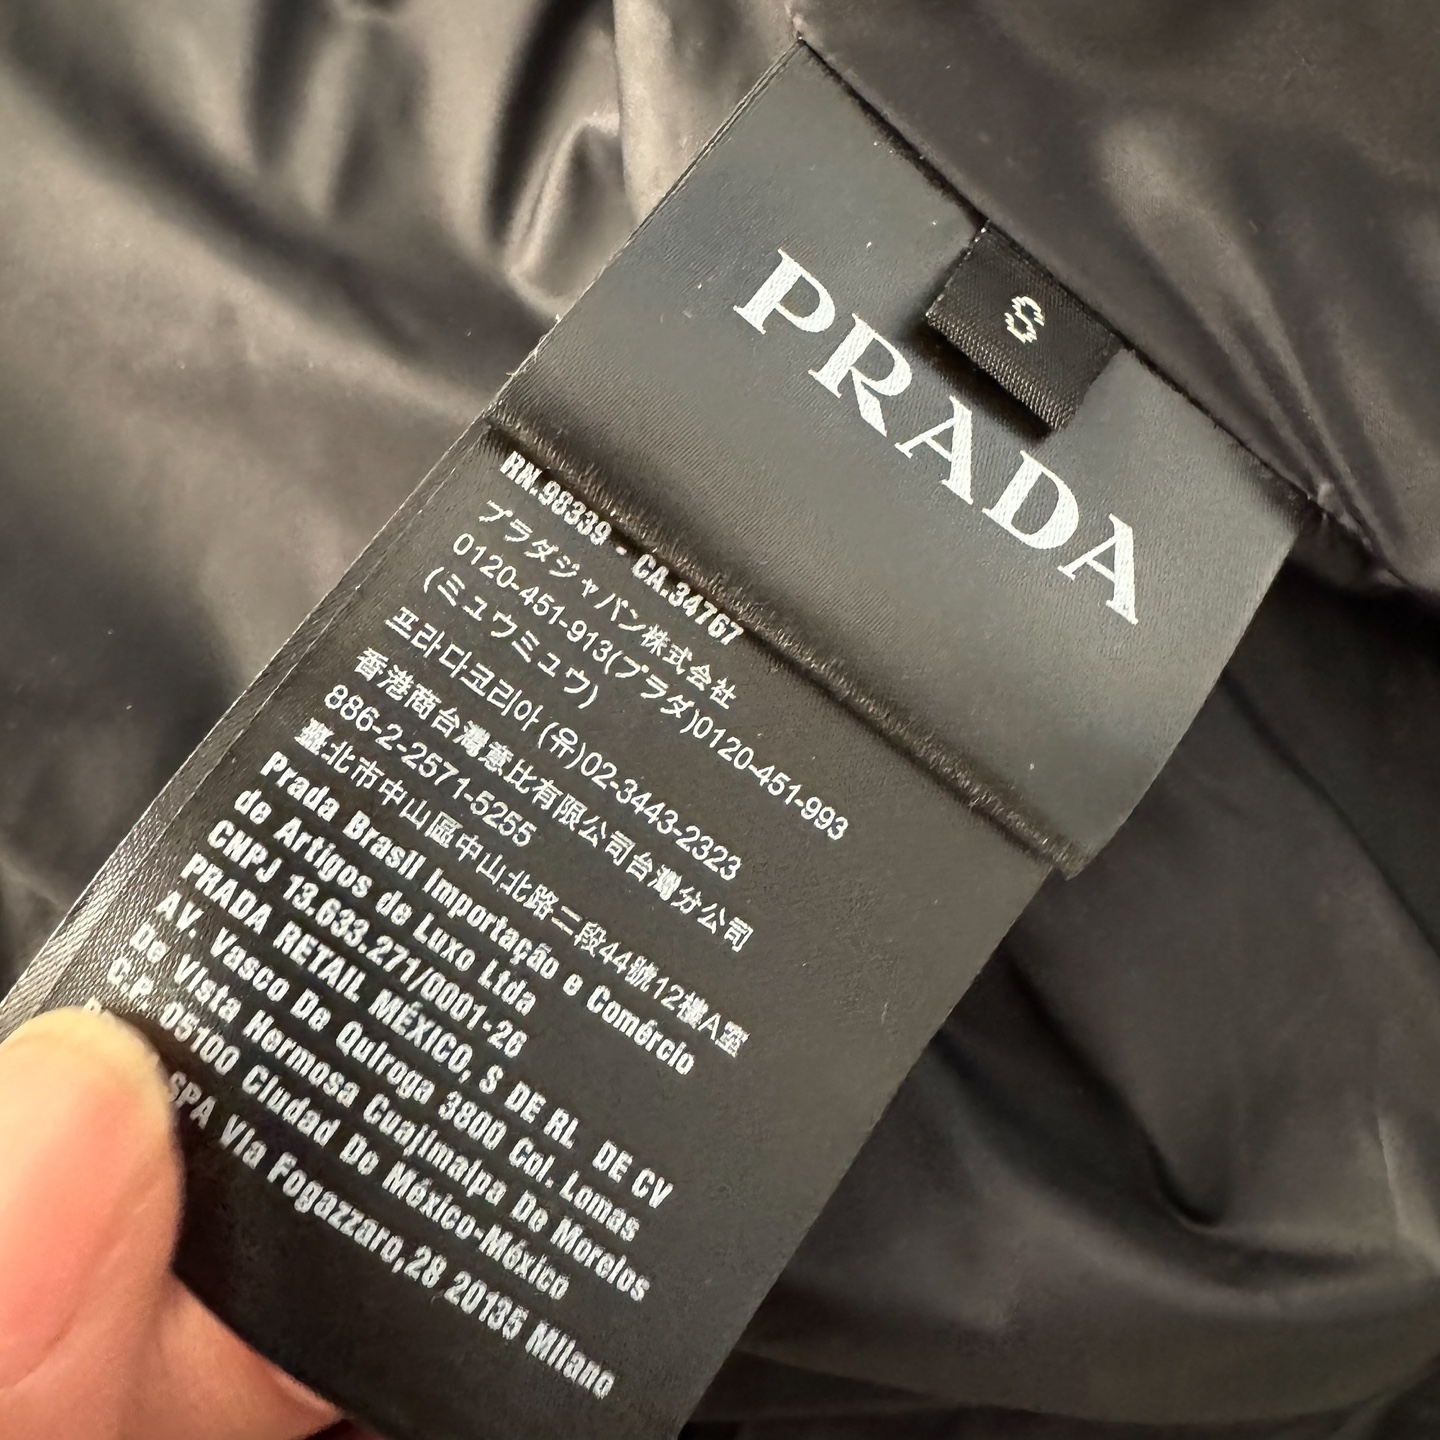 PRADA
S
RN.98339 - CA.34767
プラダジャパン株式会社
0120-451-913(プラダ)0120-451-993
(ミュウミュウ)
프라다코리아 (유)02-3443-2323
香港商台灣意比有限公司台灣分公司
886-2-2571-5255
臺北市中山區中山北路二段44號12樓A室
Prada Brasil Importação e Comércio
de Artigos de Luxo Ltda
CNPJ 13.633.271/0001-26
PRADA RETAIL MÉXICO, S DE RL DE CV
AV. Vasco De Quiroga 3800 Col. Lomas
De Vista Hermosa Cuajimalpa De Morelos
C.P. 05100 Ciudad De México-México
SPA Via Fogazzaro,28 20135 Milano